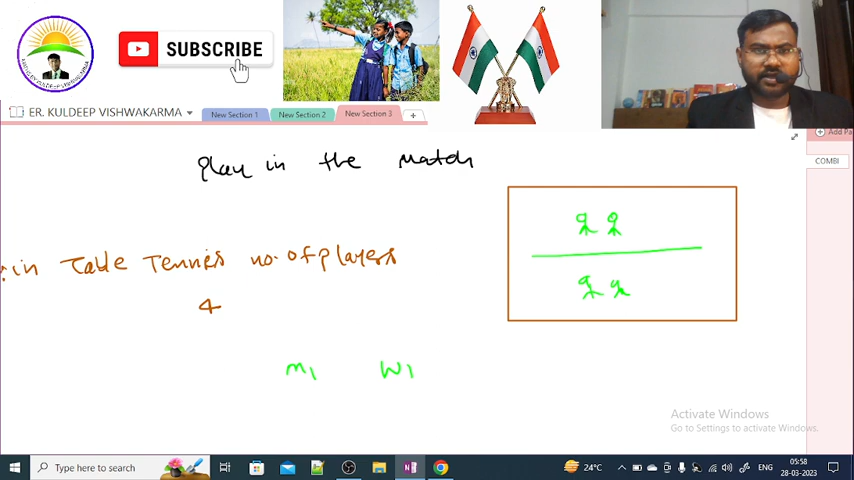 SUBSCRIBE
ER. KULDEEP VISHWAKARMA
New Section 1
New Section 2
New Section 3
+
Add Pa
COMBI
Play in the match
in Table Tennis no. of players
4
m1 W1
Activate Windows
Go to Settings to activate Windows.
Type here to search
24°C
ENG
05:58
28-03-2023